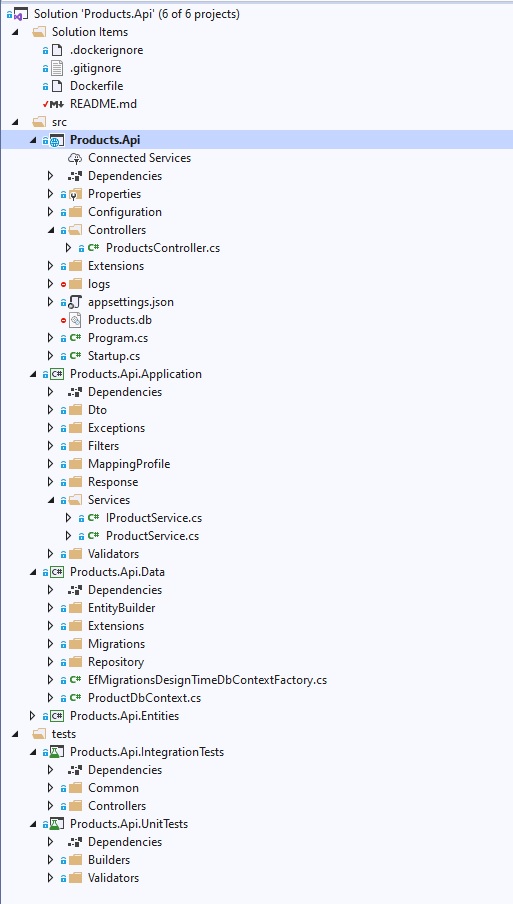 Solution 'Products.Api' (6 of 6 projects)
Solution Items
.dockerignore
.gitignore
Dockerfile
README.md
src
Products.Api
Connected Services
Dependencies
Properties
Configuration
Controllers
C# ProductsController.cs
Extensions
logs
appsettings.json
Products.db
C# Program.cs
C# Startup.cs
C# Products.Api.Application
Dependencies
Dto
Exceptions
Filters
MappingProfile
Response
Services
C# IProductService.cs
C# ProductService.cs
Validators
C# Products.Api.Data
Dependencies
EntityBuilder
Extensions
Migrations
Repository
C# EfMigrationsDesignTimeDbContextFactory.cs
C# ProductDbContext.cs
C# Products.Api.Entities
tests
Products.Api.IntegrationTests
Dependencies
Common
Controllers
Products.Api.UnitTests
Dependencies
Builders
Validators